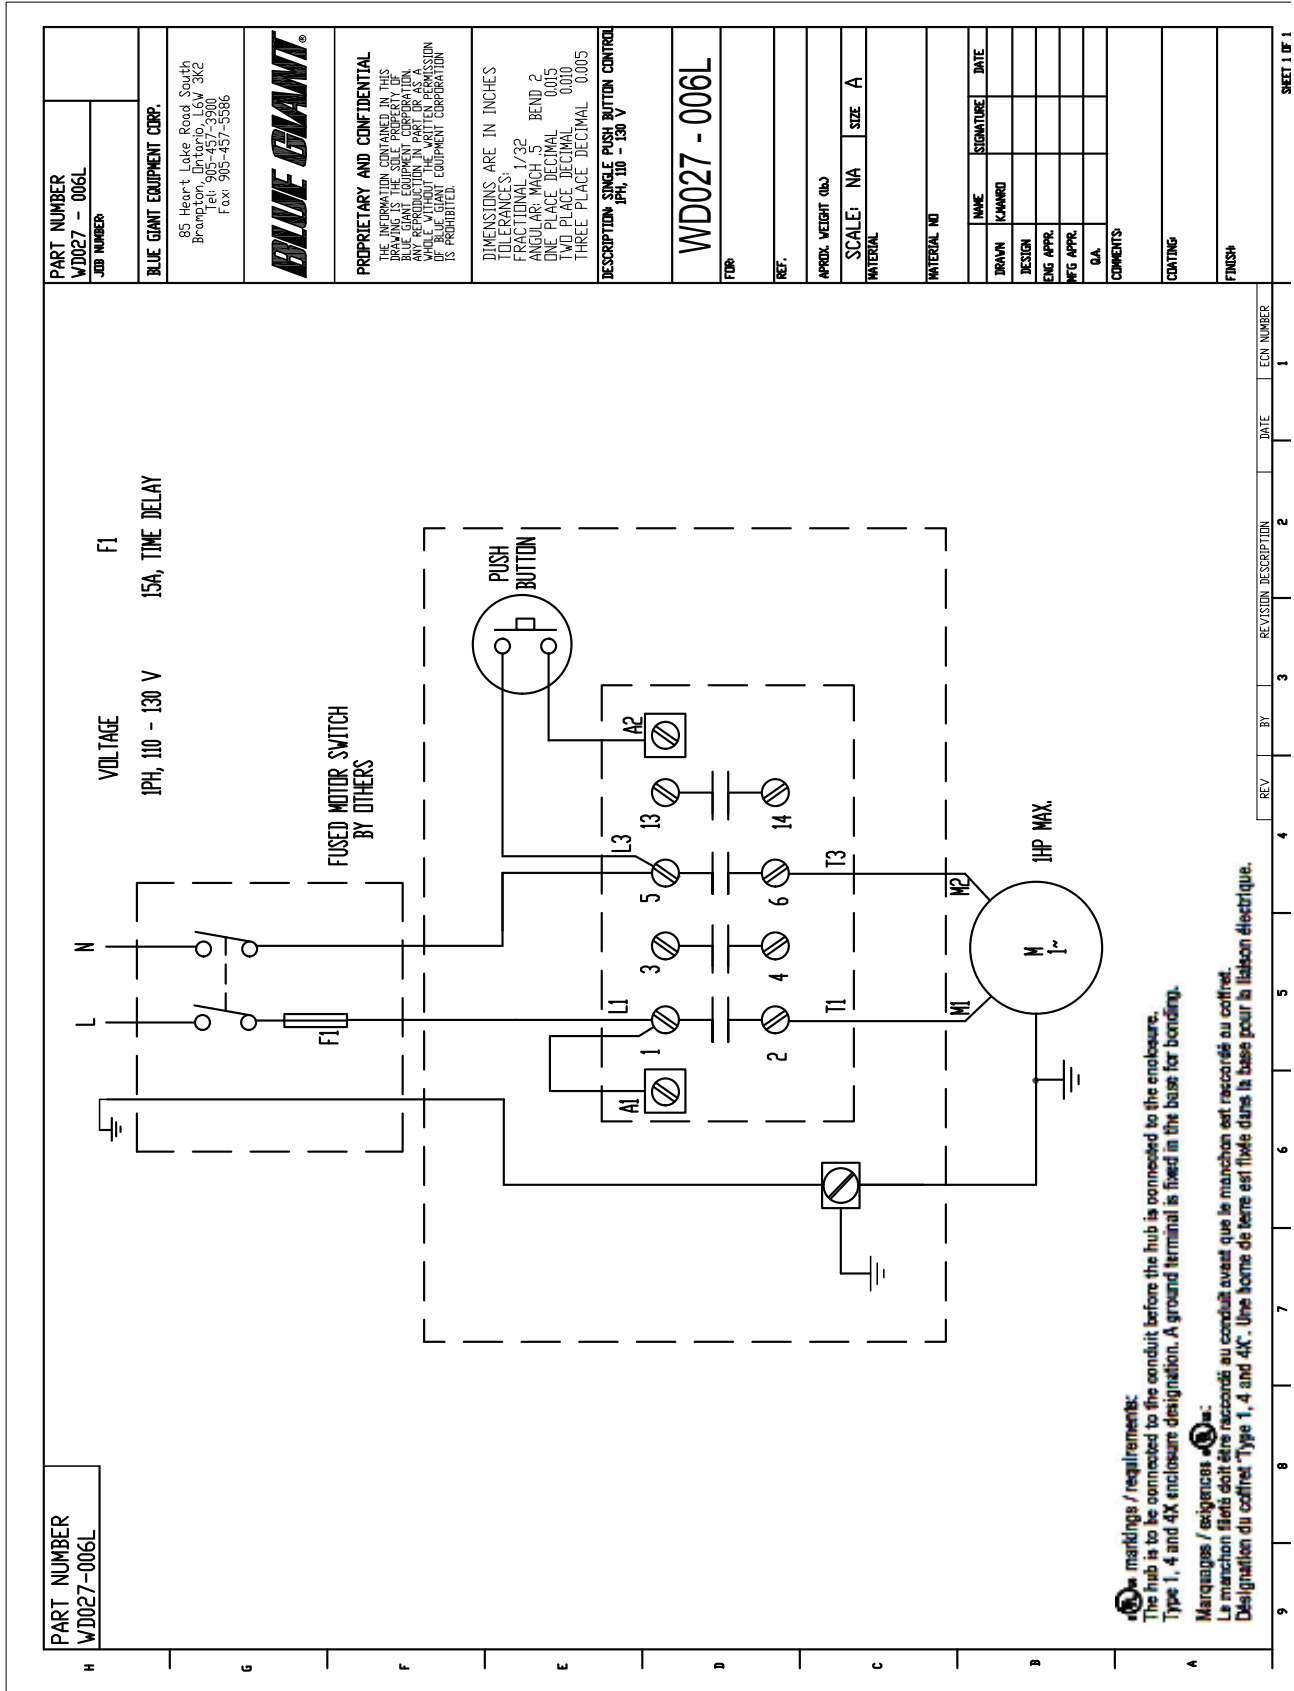 PART NUMBER
WD027-006L
VOLTAGE
F1
1PH, 110 - 130 V
15A, TIME DELAY
L
N
FUSED MOTOR SWITCH
BY OTHERS
F1
PUSH
BUTTON
A1
L1
L3
A2
1
3
5
13
2
4
6
14
T1
T3
M1
M2
M
1~
1HP MAX.
c UL us markings / requirements:
The hub is to be connected to the conduit before the hub is connected to the enclosure.
Type 1, 4 and 4X enclosure designation. A ground terminal is fixed in the base for bonding.
Marquages / exigences c UL us:
Le manchon fileté doit être raccordé au conduit avant que le manchon est raccordé au coffret.
Désignation du coffret "Type 1, 4 and 4X". Une borne de terre est fixée dans la base pour la liaison électrique.
REV
BY
REVISION DESCRIPTION
DATE
ECN NUMBER
9
8
7
6
5
4
3
2
1
H
G
F
E
D
C
B
A
PART NUMBER
WD027 - 006L
JOB NUMBER:
BLUE GIANT EQUIPMENT CORP.
85 Heart Lake Road South
Brampton, Ontario, L6W 3K2
Tel: 905-457-3900
Fax: 905-457-5586
BLUE GIANT®
PROPRIETARY AND CONFIDENTIAL
THE INFORMATION CONTAINED IN THIS
DRAWING IS THE SOLE PROPERTY OF
BLUE GIANT EQUIPMENT CORPORATION.
ANY REPRODUCTION IN PART OR AS A
WHOLE WITHOUT THE WRITTEN PERMISSION
OF BLUE GIANT EQUIPMENT CORPORATION
IS PROHIBITED.
DIMENSIONS ARE IN INCHES
TOLERANCES:
FRACTIONAL 1/32
ANGULAR: MACH 5 BEND 2
ONE PLACE DECIMAL 0.015
TWO PLACE DECIMAL 0.010
THREE PLACE DECIMAL 0.005
DESCRIPTION: SINGLE PUSH BUTTON CONTROL
1PH, 110 - 130 V
WD027 - 006L
FOR:
REF.
APROX. WEIGHT (lb.)
SCALE: NA
SIZE A
MATERIAL
MATERIAL NO
NAME
SIGNATURE
DATE
DRAWN K.MANRO
DESIGN
ENG APPR.
MFG APPR.
Q.A.
COMMENTS:
COATING:
FINISH:
SHEET 1 OF 1